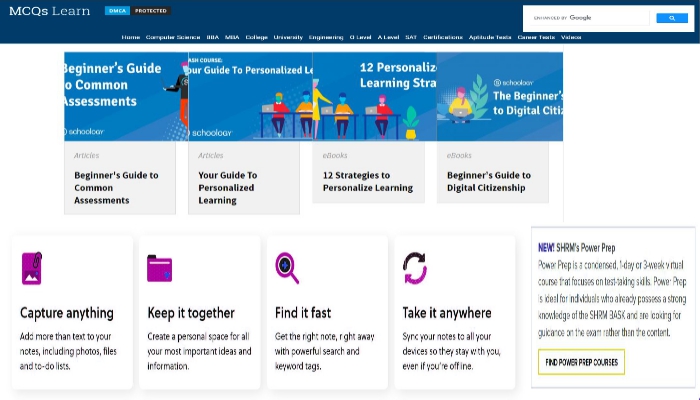 MCQs Learn
DMCA PROTECTED
ENHANCED BY Google
Home Computer Science BBA MBA College University Engineering O Level A Level SAT Certifications Aptitude Tests Career Tests Videos
Beginner's Guide
to Common
Assessments
schoology
CRASH COURSE:
Your Guide To Personalized Le
schoology
12 Personaliz
Learning Stra
schoology
The Beginner's
to Digital Citiz
Articles
Beginner's Guide to
Common
Assessments
Articles
Your Guide To
Personalized
Learning
eBooks
12 Strategies to
Personalize Learning
eBooks
Beginner's Guide to
Digital Citizenship
Capture anything
Add more than text to your
notes, including photos, files
and to-do lists.
Keep it together
Create a personal space for all
your most important ideas and
information.
Find it fast
Get the right note, right away
with powerful search and
keyword tags.
Take it anywhere
Sync your notes to all your
devices so they stay with you,
even if you're offline.
NEW! SHRM's Power Prep
Power Prep is a condensed, 1-day or 3-week virtual
course that focuses on test-taking skills. Power Prep
is ideal for individuals who already possess a strong
knowledge of the SHRM BASK and are looking for
guidance on the exam rather than the content.
FIND POWER PREP COURSES